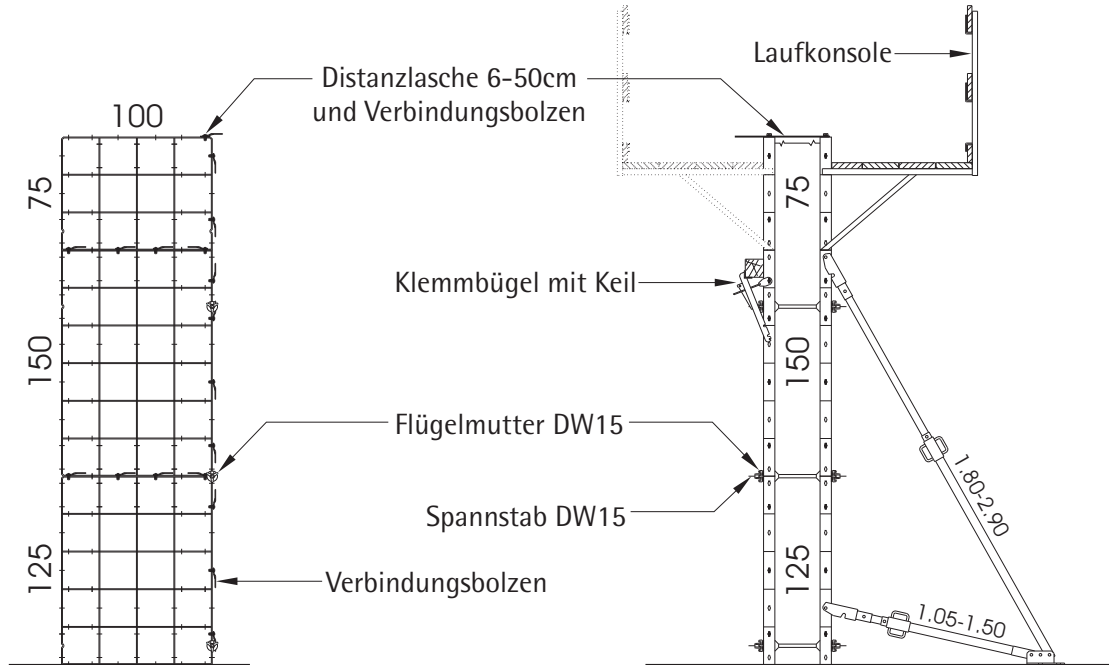 Laufkonsole
Distanzlasche 6-50cm
und Verbindungsbolzen
100
75
75
Klemmbügel mit Keil
150
150
Flügelmutter DW15
1.80-2.90
Spannstab DW15
125
125
Verbindungsbolzen
1.05-1.50